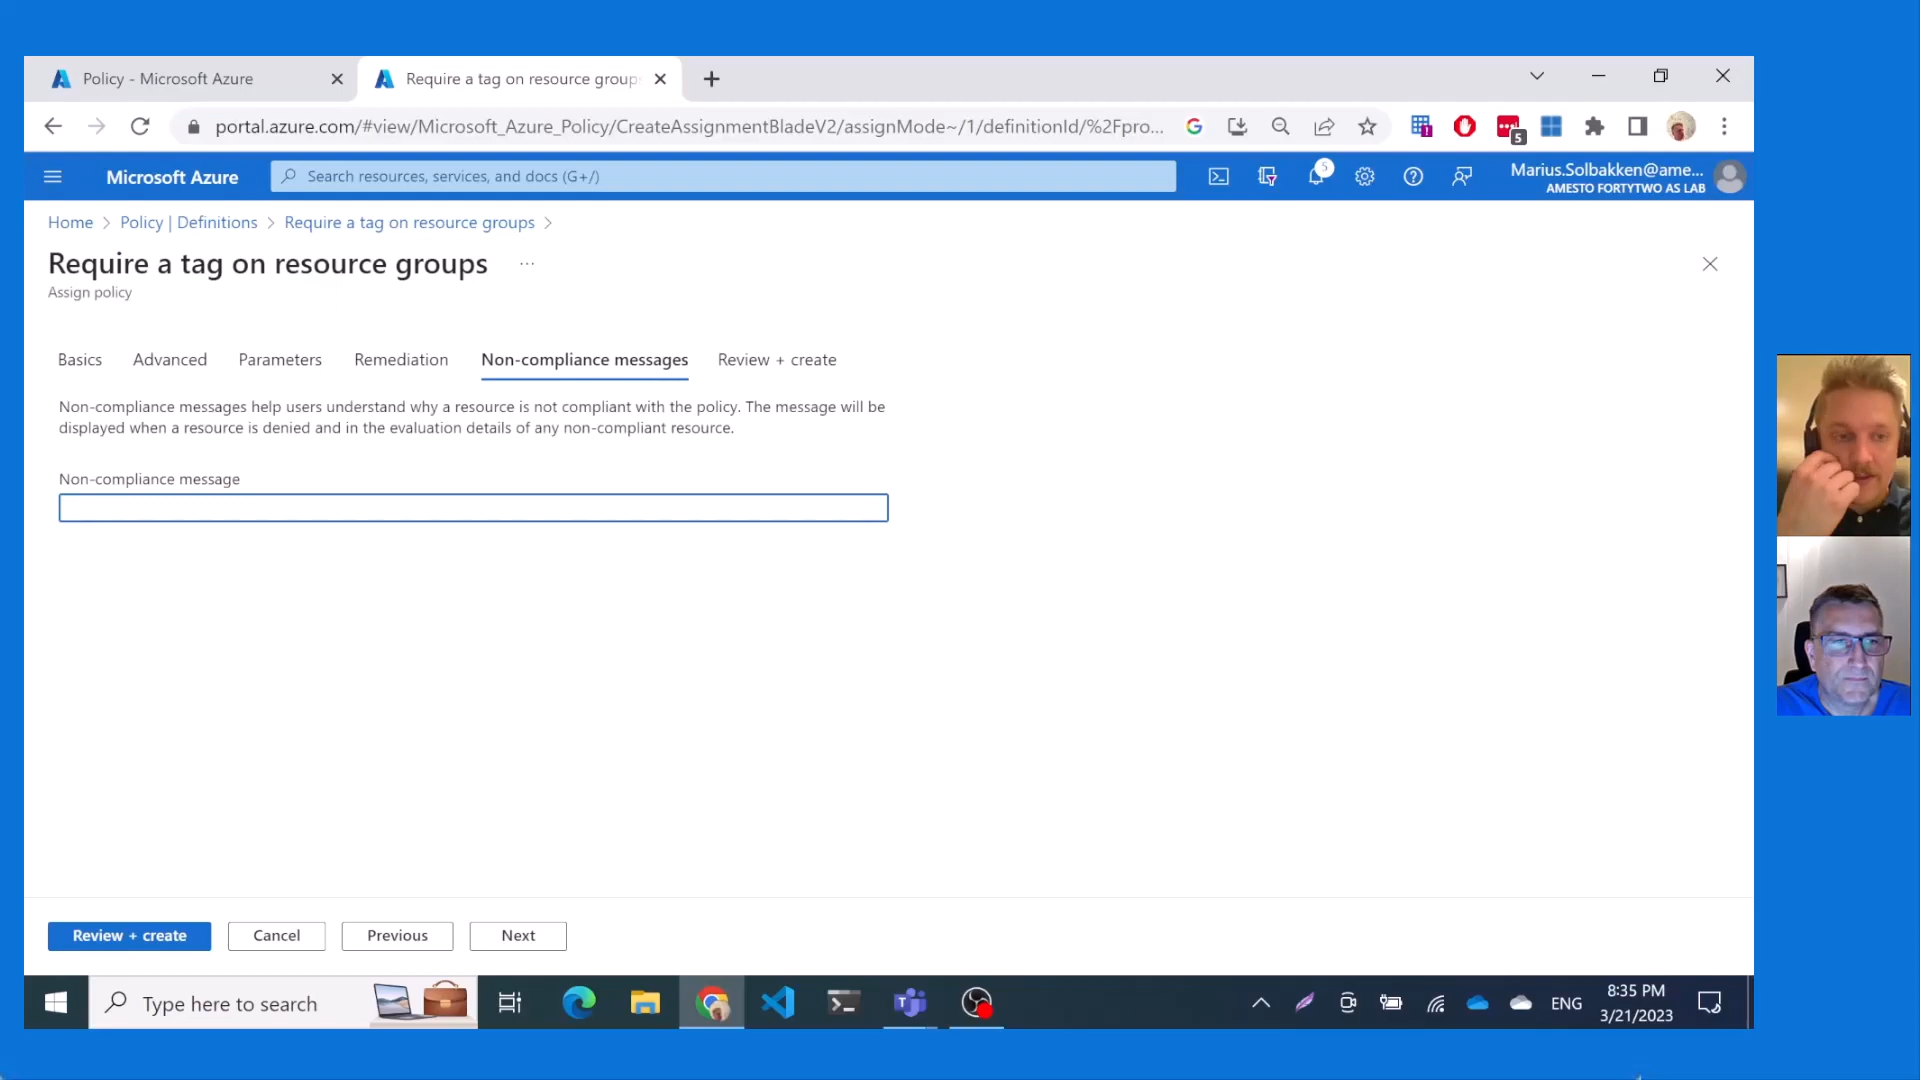 Policy - Microsoft Azure
Require a tag on resource group
portal.azure.com/#view/Microsoft_Azure_Policy/CreateAssignmentBladeV2/assignMode~/1/definitionId/%2Fpro...
5
Microsoft Azure
Search resources, services, and docs (G+/)
5
Marius.Solbakken@ame...
AMESTO FORTYTWO AS LAB
Home > Policy | Definitions > Require a tag on resource groups >
Require a tag on resource groups ...
Assign policy
Basics Advanced Parameters Remediation Non-compliance messages Review + create
Non-compliance messages help users understand why a resource is not compliant with the policy. The message will be
displayed when a resource is denied and in the evaluation details of any non-compliant resource.
Non-compliance message
Review + create Cancel Previous Next
Type here to search
ENG
8:35 PM
3/21/2023